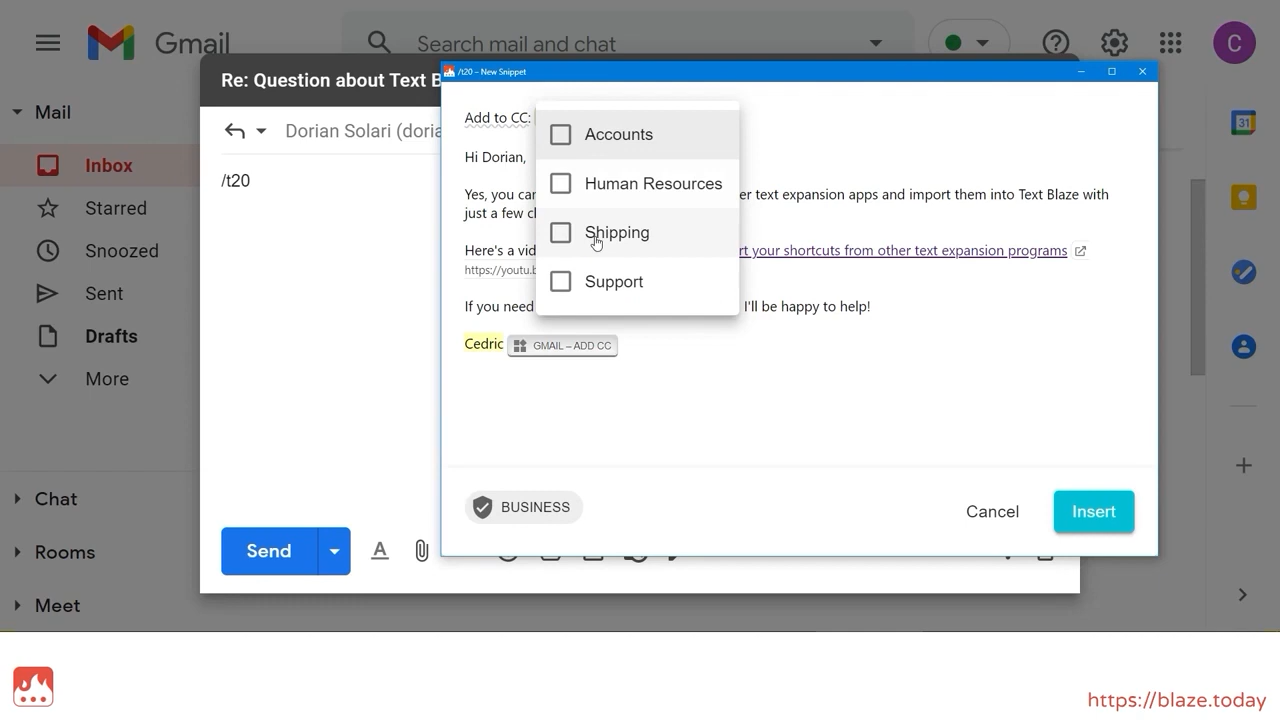 Gmail
Search mail and chat
C
Mail
Inbox
Starred
Snoozed
Sent
Drafts
More
Chat
Rooms
Meet
Re: Question about Text B
Dorian Solari (doria
/t20
Send
/t20 – New Snippet
Add to CC:
Accounts
Human Resources
Shipping
Support
Hi Dorian,
Yes, you can er text expansion apps and import them into Text Blaze with
just a few cl
Here's a vid rt your shortcuts from other text expansion programs
https://youtu.b
If you need I'll be happy to help!
Cedric GMAIL – ADD CC
BUSINESS
Cancel
Insert
31
https://blaze.today